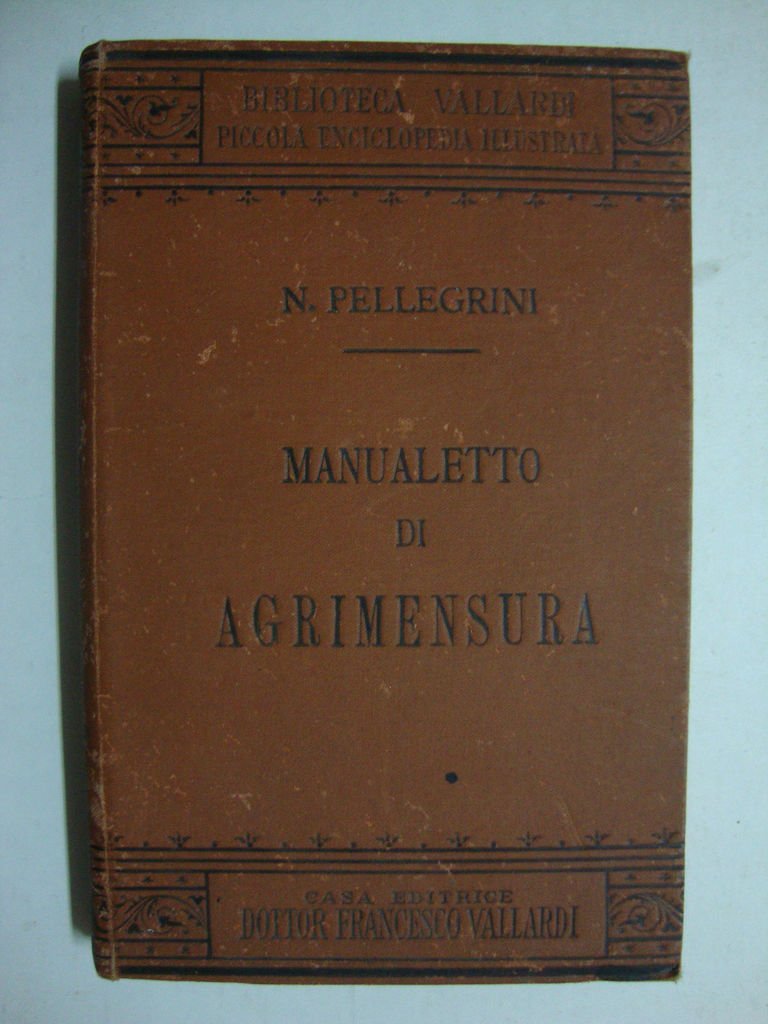 BIBLIOTECA VALLARDI
PICCOLA ENCICLOPEDIA ILLUSTRATA
N. PELLEGRINI
MANUALETTO
DI
AGRIMENSURA
CASA EDITRICE
DOTTOR FRANCESCO VALLARDI